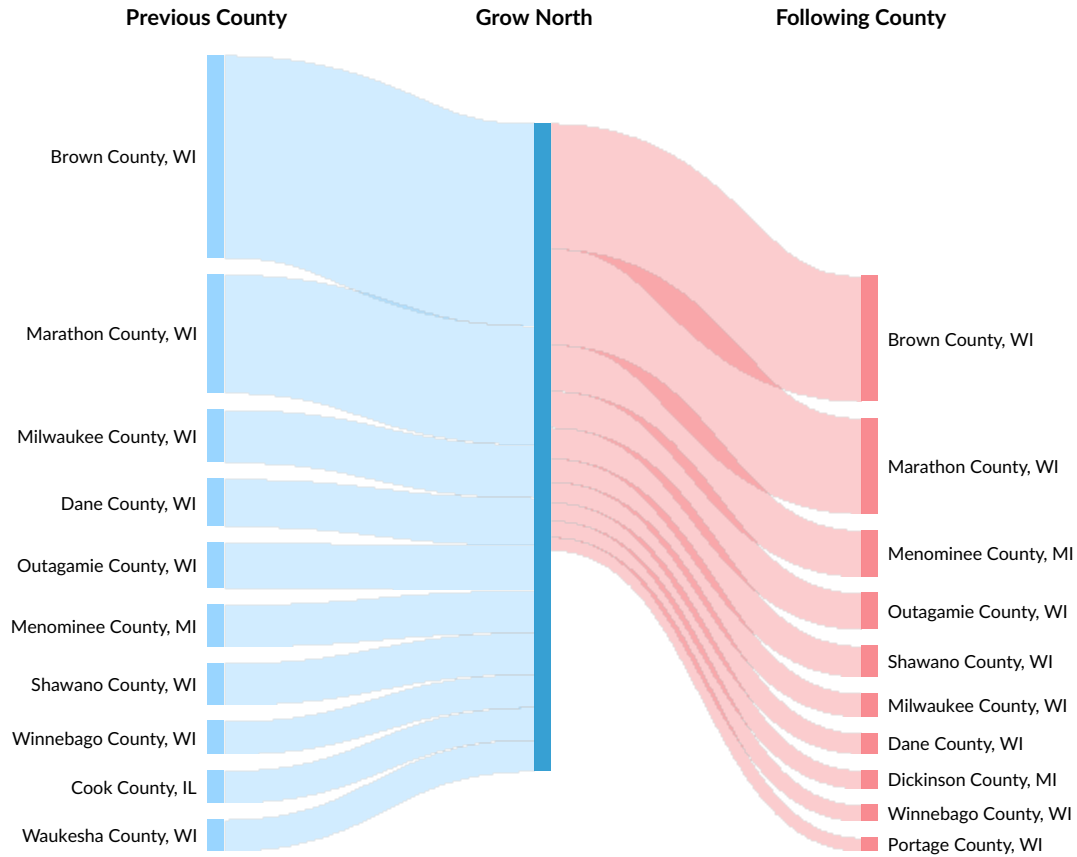 Previous County
Grow North
Following County
Brown County, WI
Marathon County, WI
Milwaukee County, WI
Dane County, WI
Outagamie County, WI
Menominee County, MI
Shawano County, WI
Winnebago County, WI
Cook County, IL
Waukesha County, WI
Brown County, WI
Marathon County, WI
Menominee County, MI
Outagamie County, WI
Shawano County, WI
Milwaukee County, WI
Dane County, WI
Dickinson County, MI
Winnebago County, WI
Portage County, WI